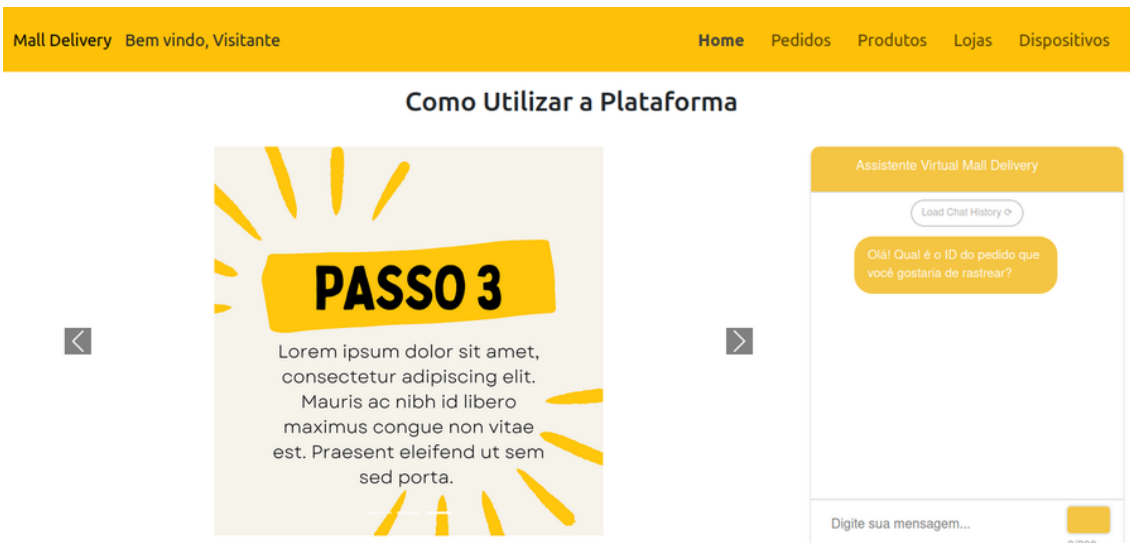 Mall Delivery Bem vindo, Visitante
Home Pedidos Produtos Lojas Dispositivos
Como Utilizar a Plataforma
PASSO 3
Lorem ipsum dolor sit amet,
consectetur adipiscing elit.
Mauris ac nibh id libero
maximus congue non vitae
est. Praesent eleifend ut sem
sed porta.
Assistente Virtual Mall Delivery
Load Chat History ⟳
Olá! Qual é o ID do pedido que
você gostaria de rastrear?
Digite sua mensagem...